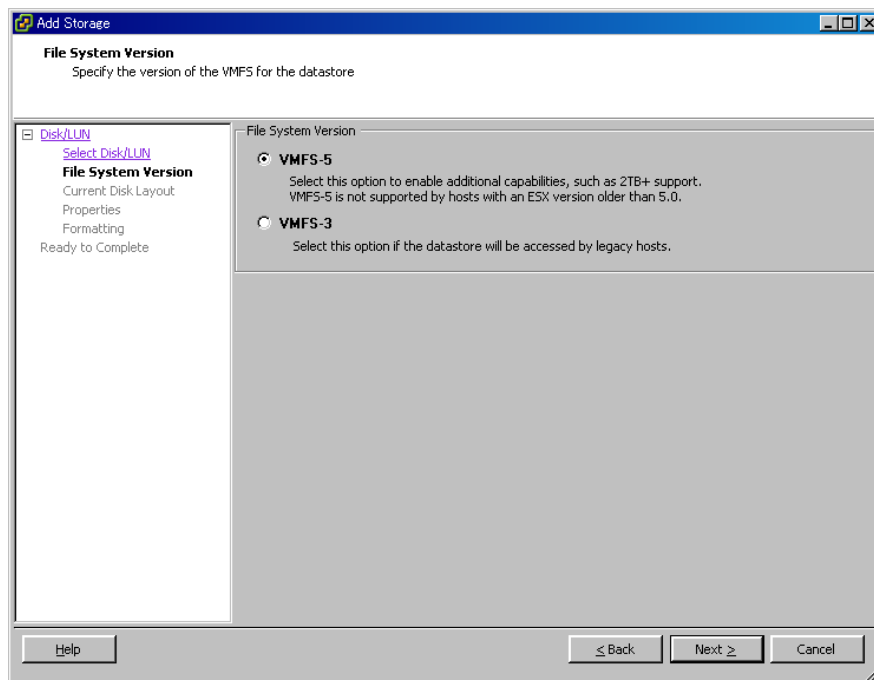 Add Storage
File System Version
Specify the version of the VMFS for the datastore
Disk/LUN
Select Disk/LUN
File System Version
Current Disk Layout
Properties
Formatting
Ready to Complete
File System Version
VMFS-5
Select this option to enable additional capabilities, such as 2TB+ support.
VMFS-5 is not supported by hosts with an ESX version older than 5.0.
VMFS-3
Select this option if the datastore will be accessed by legacy hosts.
Help
< Back
Next >
Cancel